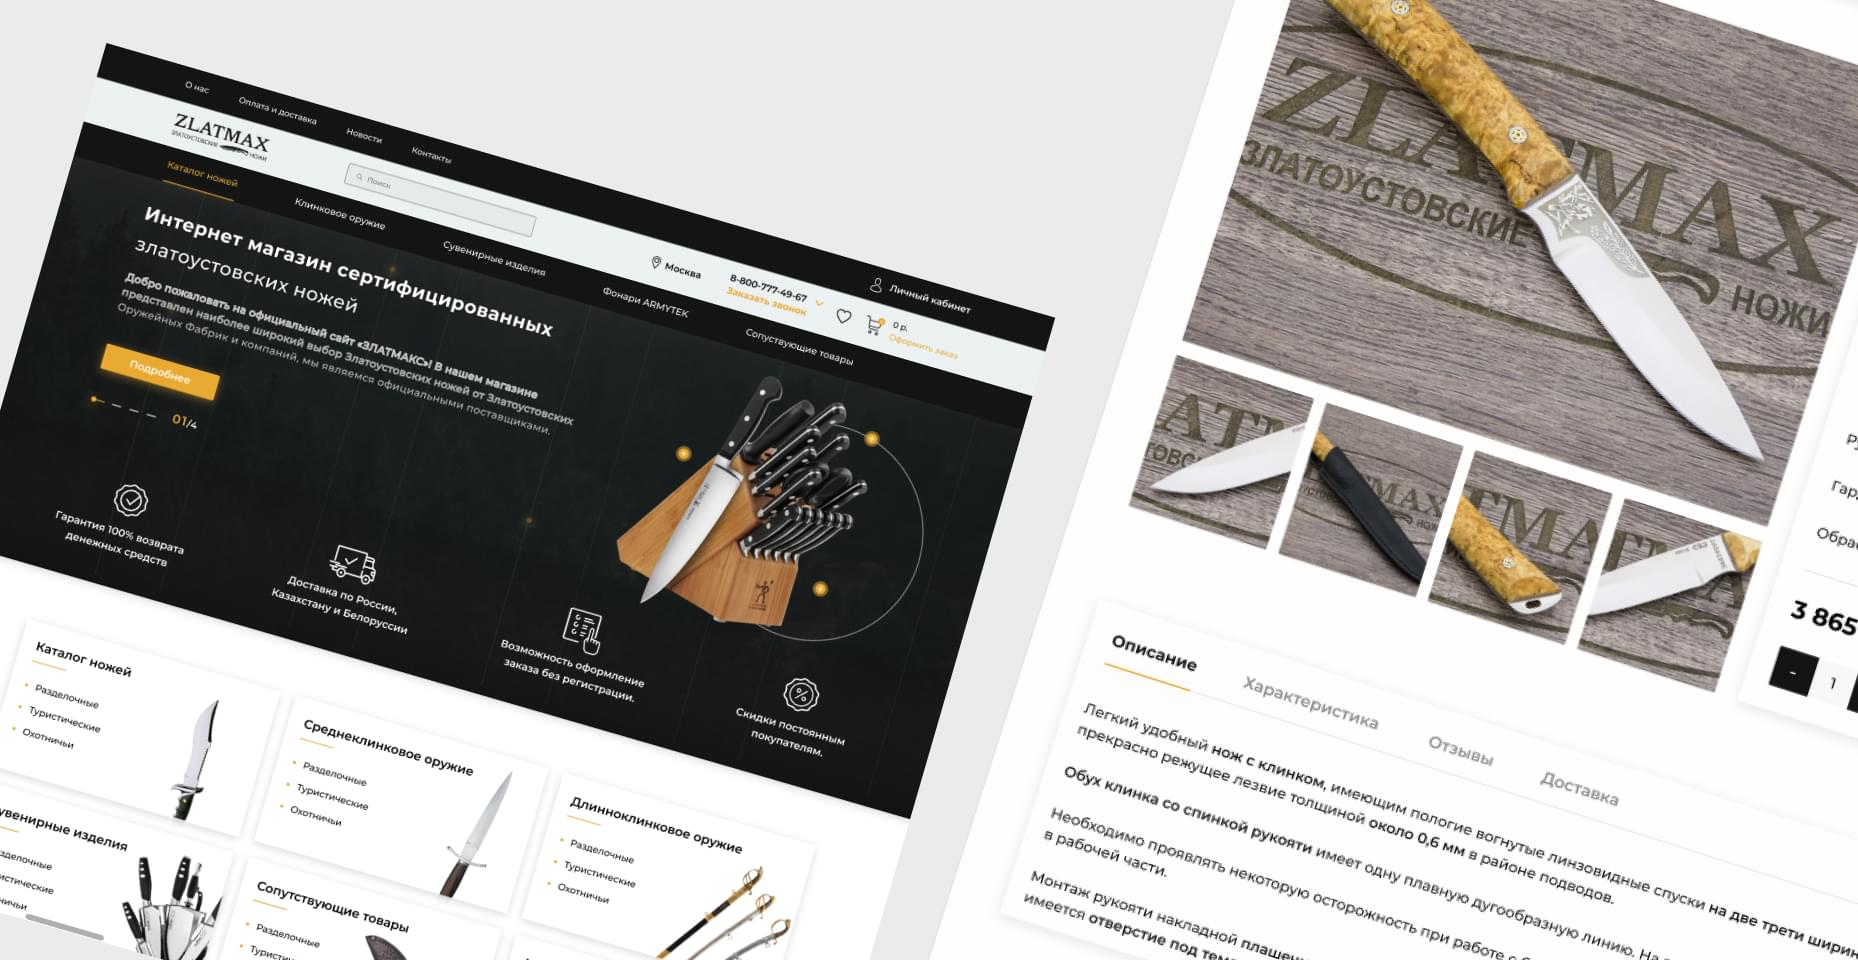 О нас
Оплата и доставка
Новости
Контакты
Личный кабинет
ZLATMAX
ЗЛАТОУСТОВСКИЕ НОЖИ
Поиск
Москва
8-800-777-49-67
Заказать звонок
0 р.
Оформить заказ
Каталог ножей
Клинковое оружие
Сувенирные изделия
Фонари ARMYTEK
Сопутствующие товары
Интернет магазин сертифицированных
златоустовских ножей
Добро пожаловать на официальный сайт «ЗЛАТМАКС»! В нашем магазине
представлен наиболее широкий выбор Златоустовских ножей от Златоустовских
Оружейных Фабрик и компаний, мы являемся официальными поставщиками.
Подробнее
01/4
Гарантия 100% возврата
денежных средств
Доставка по России,
Казахстану и Белоруссии
Возможность оформление
заказа без регистрации.
Скидки постоянным
покупателям.
Каталог ножей
Разделочные
Туристические
Охотничьи
Среднеклинковое оружие
Разделочные
Туристические
Охотничьи
Длинноклинковое оружие
Разделочные
Туристические
Охотничьи
увенирные изделия
зделочные
истические
ничьи
Сопутствующие товары
Разделочные
Туристические
ZLATMAX
ЗЛАТОУСТОВСКИЕ
НОЖИ
3 865
-
1
Описание
Характеристика
Отзывы
Доставка
Легкий удобный нож с клинком, имеющим пологие вогнутые линзовидные спуски на две трети ширин
прекрасно режущее лезвие толщиной около 0,6 мм в районе подводов.
Обух клинка со спинкой рукояти имеет одну плавную дугообразную линию. На
Необходимо проявлять некоторую осторожность при работе с
в рабочей части.
Монтаж рукояти накладной плашен
имеется отверстие под тем